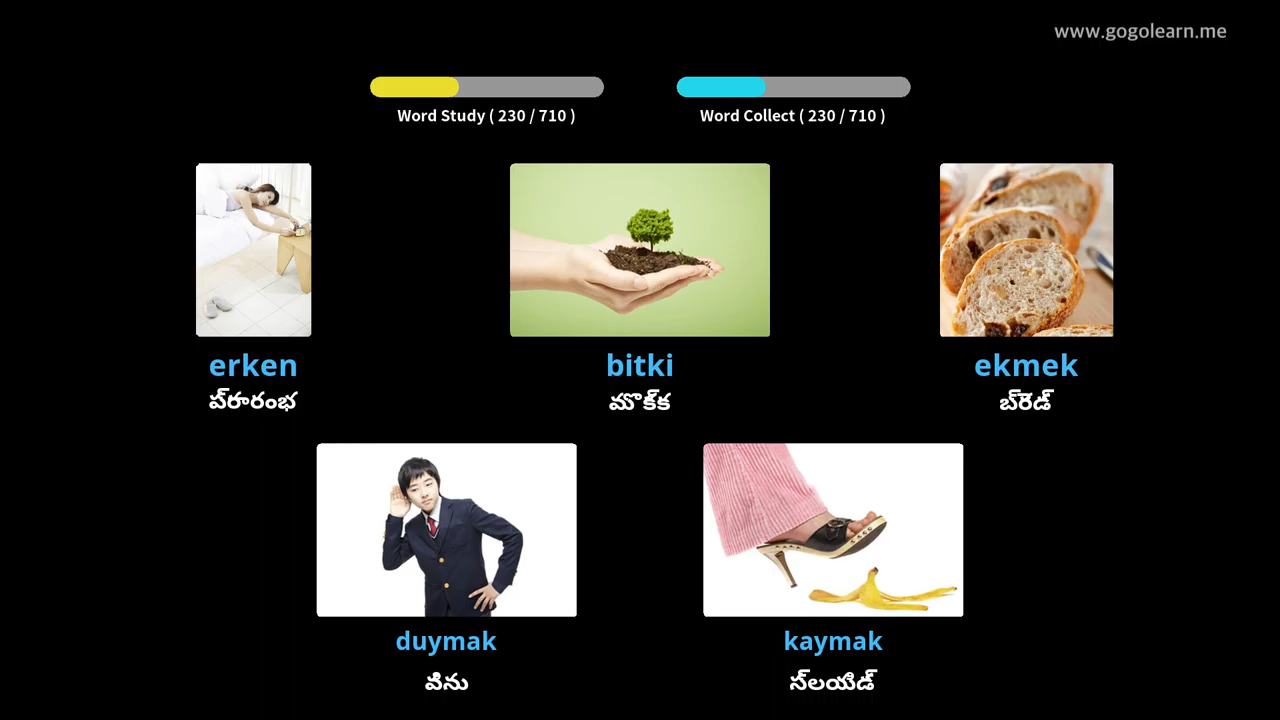 www.gogolearn.me
Word Study ( 230 / 710 )
Word Collect ( 230 / 710 )
erken
ప్రారంభ
bitki
మొక్క
ekmek
బ్రెడ్
duymak
విను
kaymak
స్లయిడ్